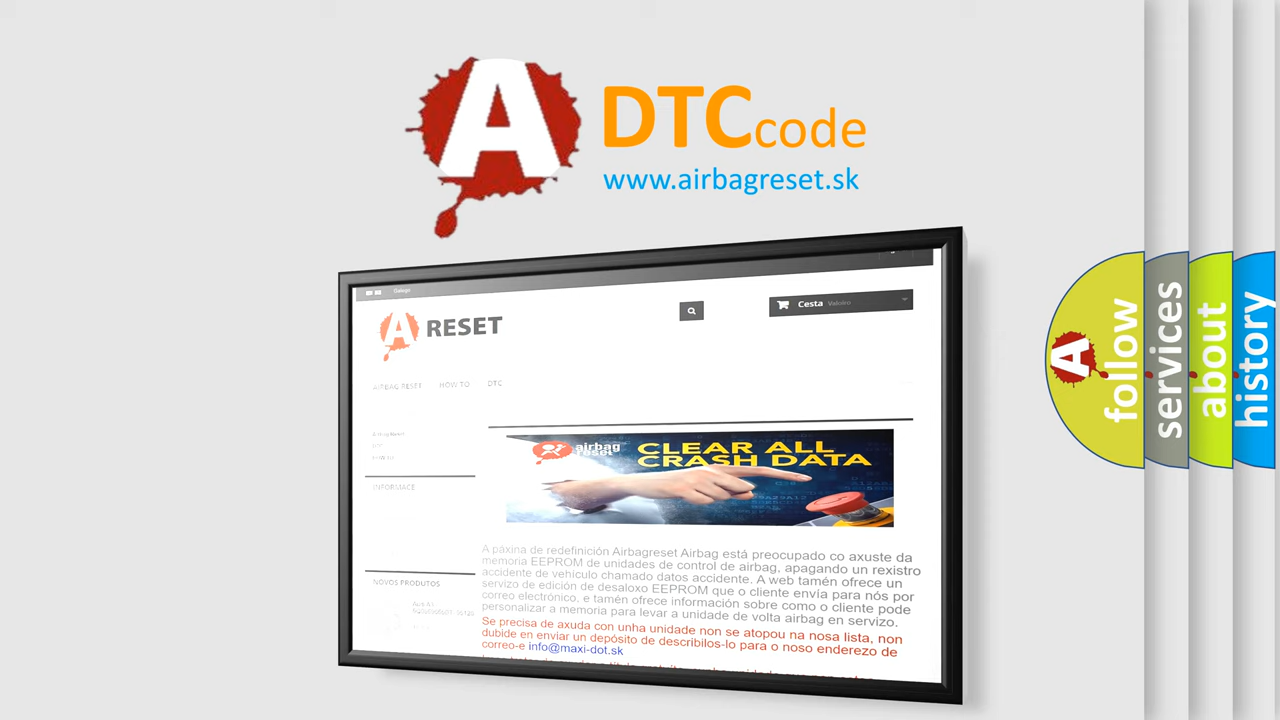 A
DTCcode
www.airbagreset.sk
Galego
A RESET
Cesta Valeiro
AIRBAG RESET HOW TO DTC
INFORMACE
airbag
reset
CLEAR ALL
CRASH DATA
A páxina de redefinición Airbagreset Airbag está preocupado co axuste da
memoria EEPROM de unidades de control de airbag, apagando un rexistro
accidente de vehículo chamado datos accidente. A web tamén ofrece un
servizo de edición de desaloxo EEPROM que o cliente envía para nós por
correo electrónico, e tamén ofrece información sobre como o cliente pode
personalizar a memoria para levar a unidade de volta airbag en servizo.
Se precisa de axuda con unha unidade non se atopou na nosa lista, non
dubide en enviar un depósito de describilos-lo para o noso enderezo de
correo-e info@maxi-dot.sk
NOVOS PRODUTOS
A
follow
services
about
history